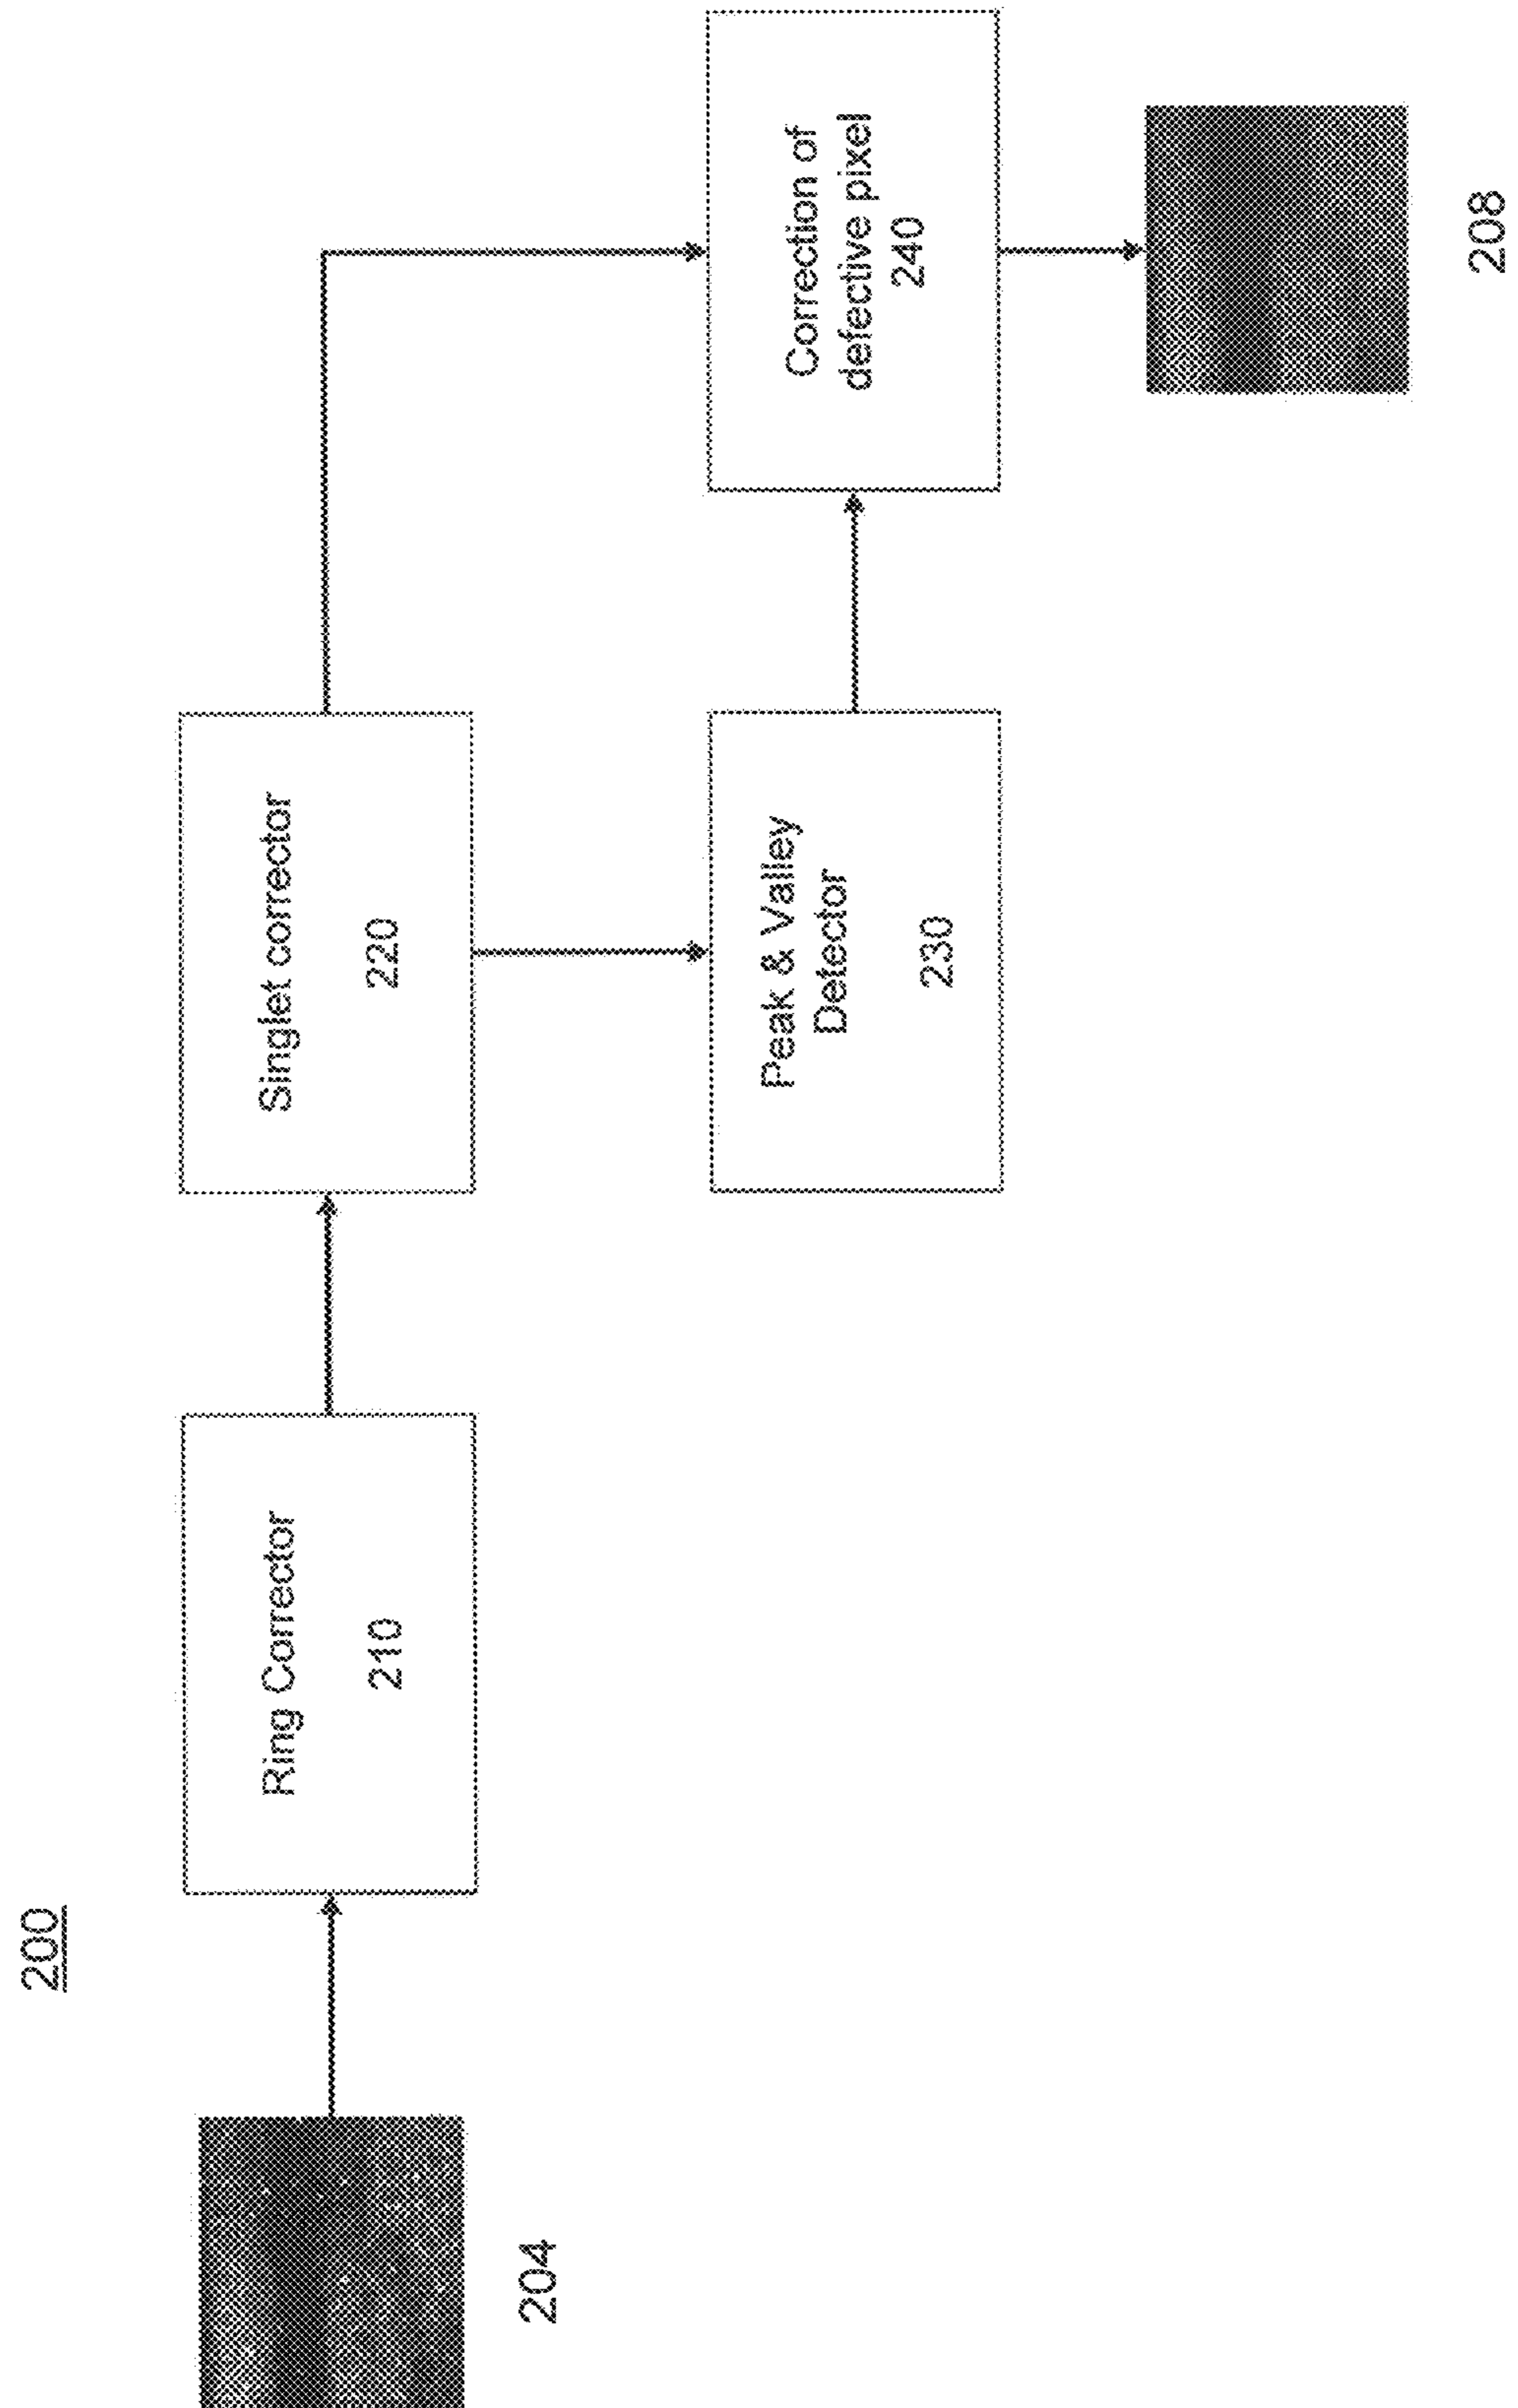 200
204
Ring Corrector
210
Singlet corrector
220
Peak & Valley
Detector
230
Correction of
defective pixel
240
208